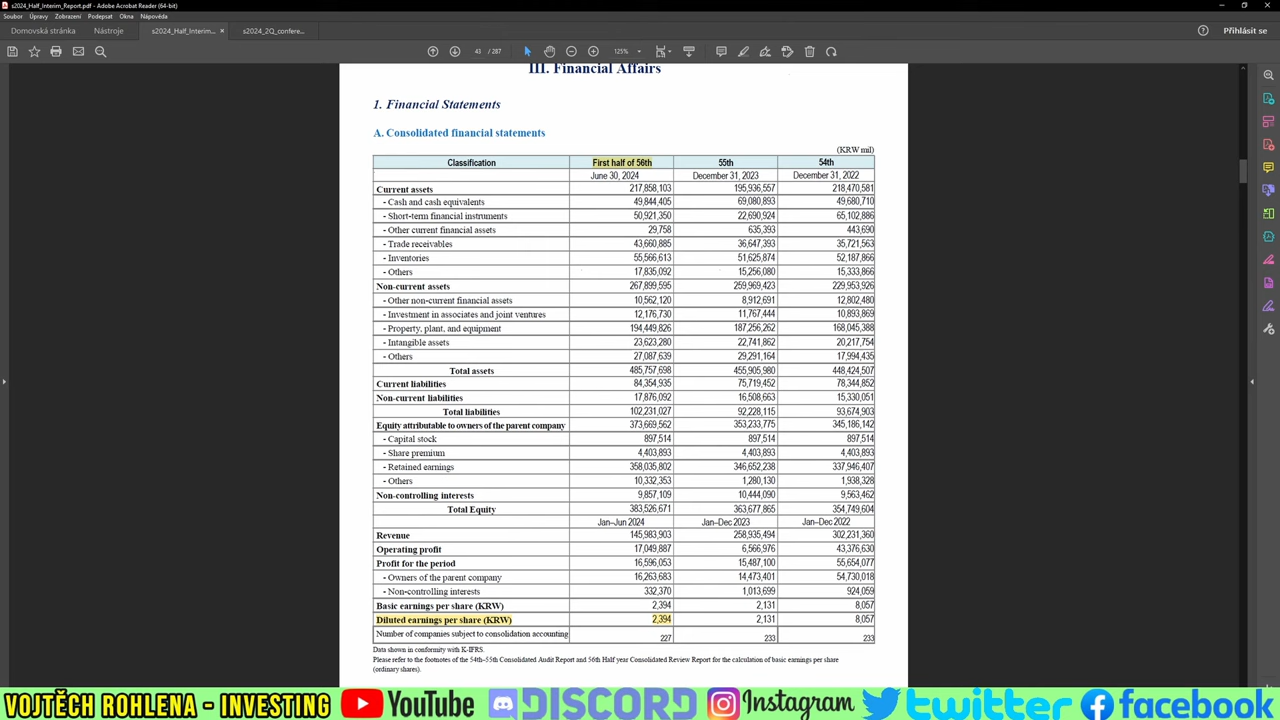 s2024_Half_Interim_Report.pdf - Adobe Acrobat Reader (64-bit)
Soubor Úpravy Zobrazení Podepsat Okna Nápověda
Domovská stránka Nástroje s2024_Half_Interim... × s2024_2Q_confere... Přihlásit se
43 / 287 125%
III. Financial Affairs
1. Financial Statements
A. Consolidated financial statements
(KRW mil)
Classification First half of 56th 55th 54th
June 30, 2024 December 31, 2023 December 31, 2022
Current assets 217,858,103 195,936,557 218,470,581
- Cash and cash equivalents 49,844,405 69,080,893 49,680,710
- Short-term financial instruments 50,921,350 22,690,924 65,102,886
- Other current financial assets 29,758 635,393 443,690
- Trade receivables 43,660,885 36,647,393 35,721,563
- Inventories 55,566,613 51,625,874 52,187,866
- Others 17,835,092 15,256,080 15,333,866
Non-current assets 267,899,595 259,969,423 229,953,926
- Other non-current financial assets 10,562,120 8,912,691 12,802,480
- Investment in associates and joint ventures 12,176,730 11,767,444 10,893,869
- Property, plant, and equipment 194,449,826 187,256,262 168,045,388
- Intangible assets 23,623,280 22,741,862 20,217,754
- Others 27,087,639 29,291,164 17,994,435
Total assets 485,757,698 455,905,980 448,424,507
Current liabilities 84,354,935 75,719,452 78,344,852
Non-current liabilities 17,876,092 16,508,663 15,330,051
Total liabilities 102,231,027 92,228,115 93,674,903
Equity attributable to owners of the parent company 373,669,562 353,233,775 345,186,142
- Capital stock 897,514 897,514 897,514
- Share premium 4,403,893 4,403,893 4,403,893
- Retained earnings 358,035,802 346,652,238 337,946,407
- Others 10,332,353 1,280,130 1,938,328
Non-controlling interests 9,857,109 10,444,090 9,563,462
Total Equity 383,526,671 363,677,865 354,749,604
Jan–Jun 2024 Jan–Dec 2023 Jan–Dec 2022
Revenue 145,983,903 258,935,494 302,231,360
Operating profit 17,049,887 6,566,976 43,376,630
Profit for the period 16,596,053 15,487,100 55,654,077
- Owners of the parent company 16,263,683 14,473,401 54,730,018
- Non-controlling interests 332,370 1,013,699 924,059
Basic earnings per share (KRW) 2,394 2,131 8,057
Diluted earnings per share (KRW) 2,394 2,131 8,057
Number of companies subject to consolidation accounting 227 233 233
Data shown in conformity with K-IFRS.
Please refer to the footnotes of the 54th–55th Consolidated Audit Report and 56th Half year Consolidated Review Report for the calculation of basic earnings per share
(ordinary shares).
VOJTĚCH ROHLENA - INVESTING YouTube DISCORD Instagram twitter facebook